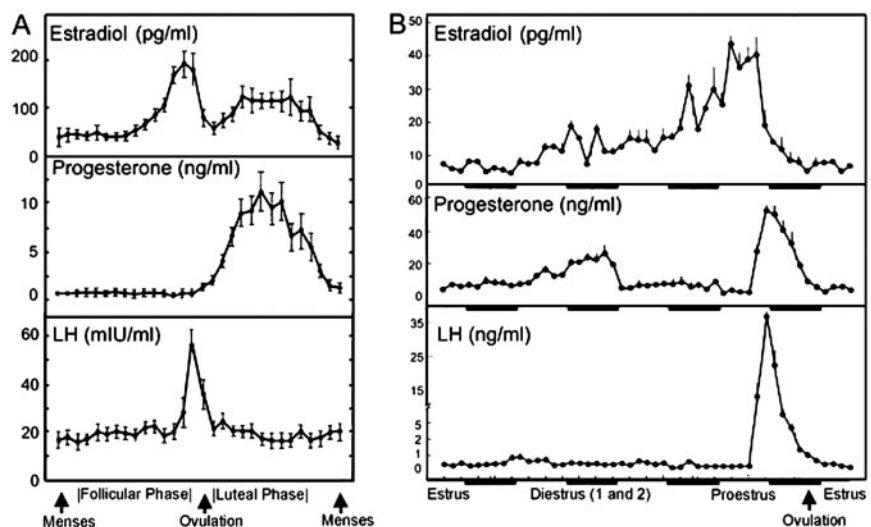 A
Estradiol (pg/ml)
200
100
0
Progesterone (ng/ml)
10
5
0
LH (mIU/ml)
60
40
20
0
|Follicular Phase| |Luteal Phase|
Menses Ovulation Menses
B
Estradiol (pg/ml)
50
40
30
20
10
0
Progesterone (ng/ml)
60
40
20
0
LH (ng/ml)
35
25
15
5
2
1
0
Estrus Diestrus (1 and 2) Proestrus Estrus
Ovulation